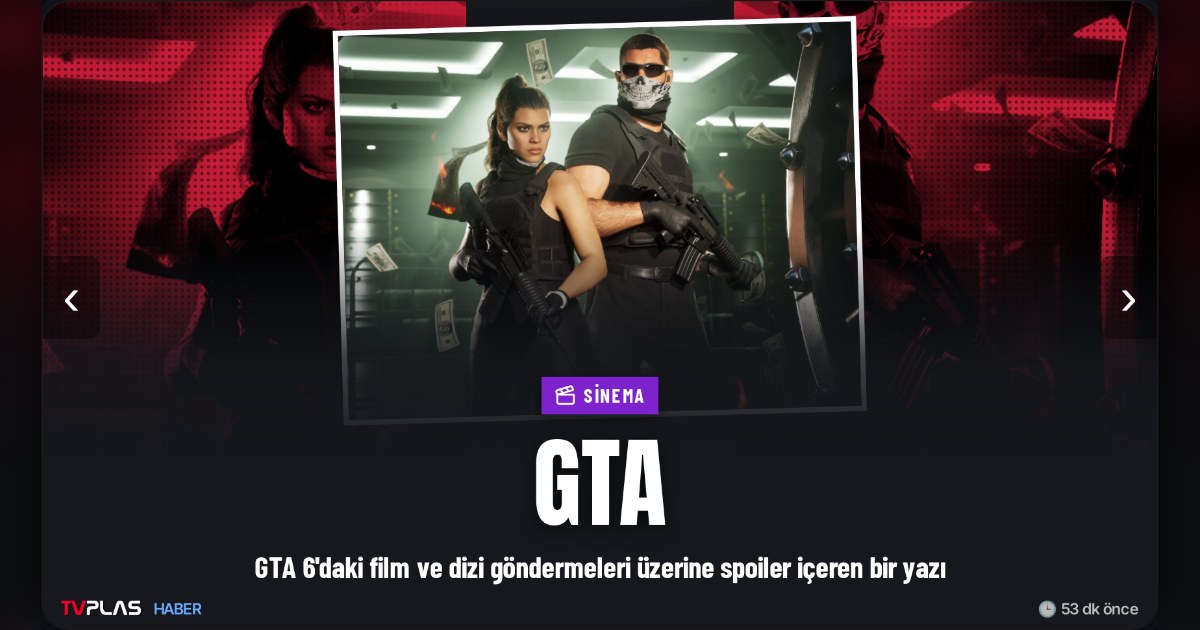 SİNEMA
GTA
GTA 6'daki film ve dizi göndermeleri üzerine spoiler içeren bir yazı
TVPLAS HABER
53 dk önce